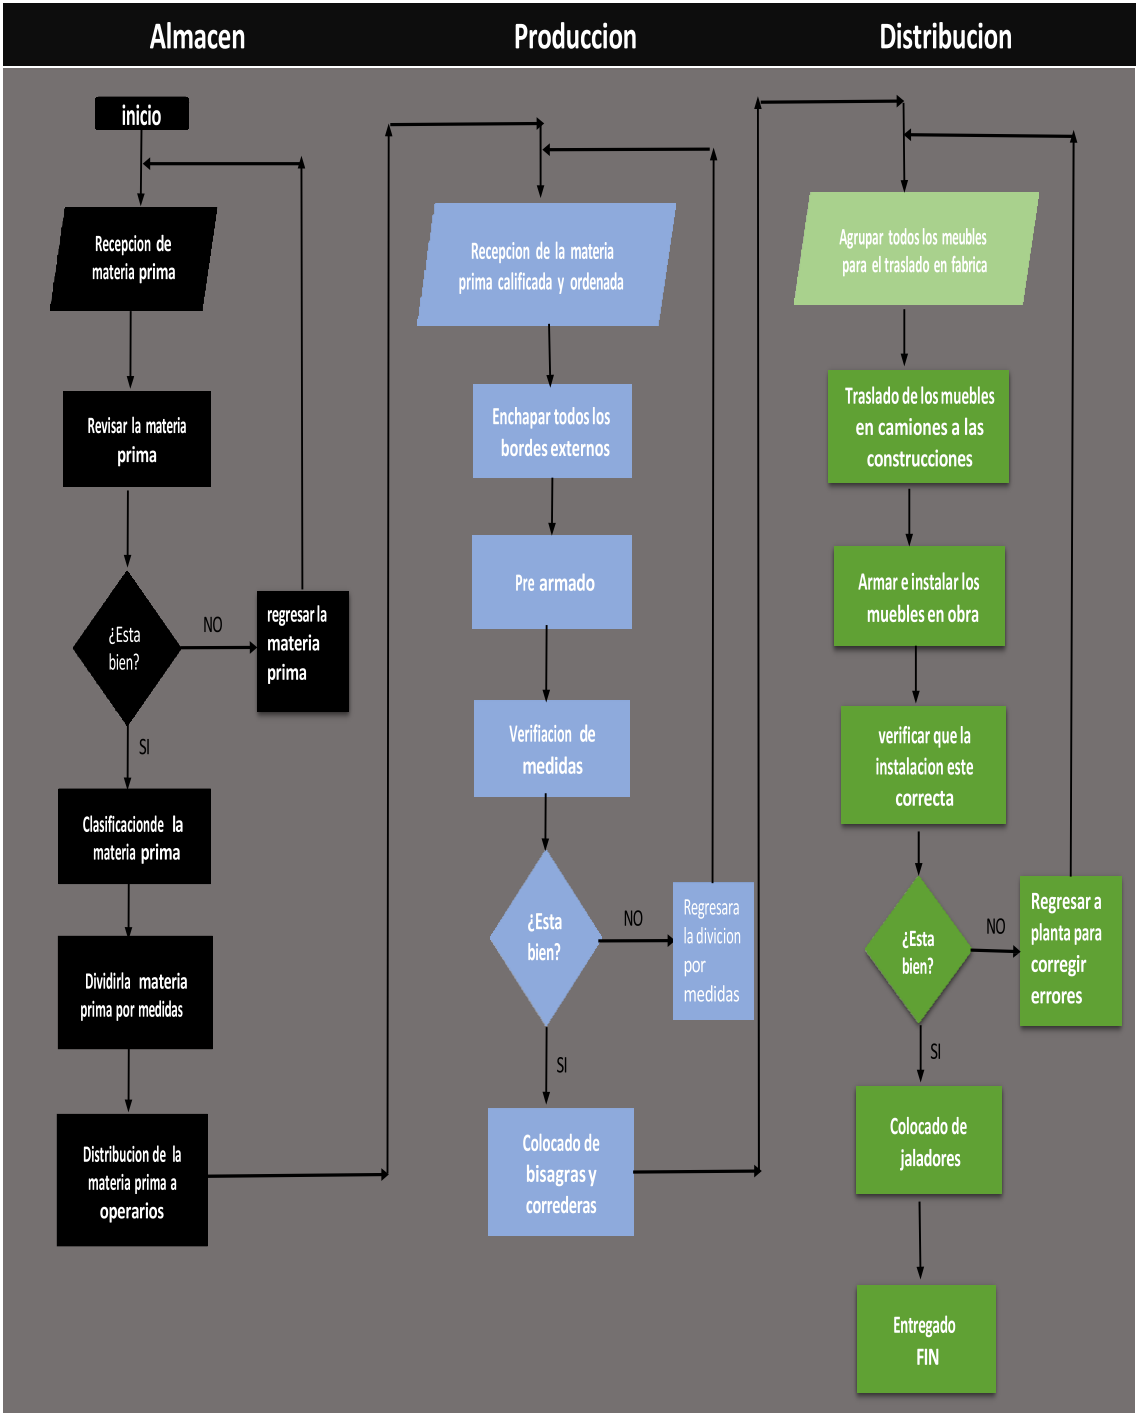 Almacen
Produccion
Distribucion
inicio
Recepcion de
materia prima
Revisar la materia
prima
¿Esta
bien?
NO
regresar la
materia
prima
SI
Clasificacionde la
materia prima
Dividirla materia
prima por medidas
Distribucion de la
materia prima a
operarios
Recepcion de la materia
prima calificada y ordenada
Enchapar todos los
bordes externos
Pre armado
Verifiacion de
medidas
¿Esta
bien?
NO
Regresara
la divicion
por
medidas
SI
Colocado de
bisagras y
correderas
Agrupar todos los meubles
para el traslado en fabrica
Traslado de los muebles
en camiones a las
construcciones
Armar e instalar los
muebles en obra
verificar que la
instalacion este
correcta
¿Esta
bien?
NO
Regresar a
planta para
corregir
errores
SI
Colocado de
jaladores
Entregado
FIN